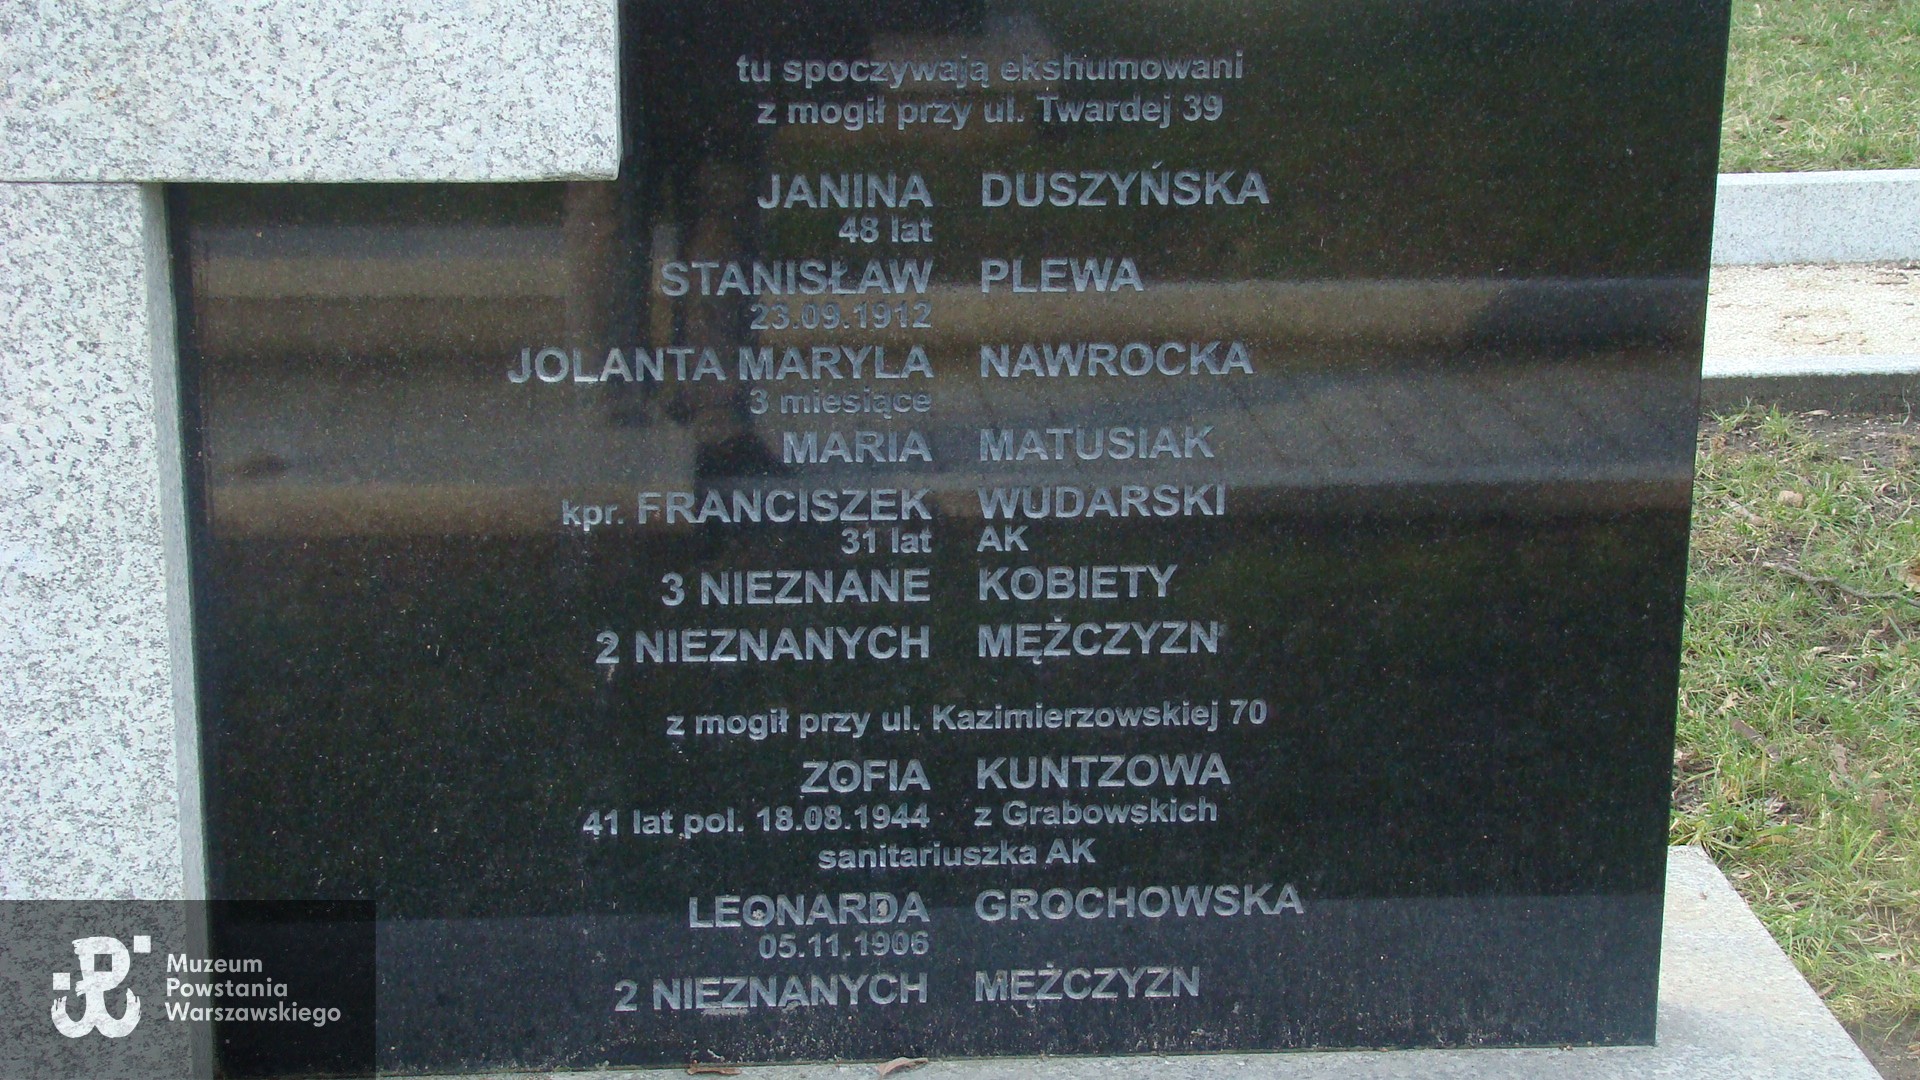 tu spoczywają ekshumowani
z mogił przy ul. Twardej 39
JANINA DUSZYŃSKA
48 lat
STANISŁAW PLEWA
23.09.1912
JOLANTA MARYLA NAWROCKA
3 miesiące
MARIA MATUSIAK
kpr. FRANCISZEK WUDARSKI
31 lat AK
3 NIEZNANE KOBIETY
2 NIEZNANYCH MĘŻCZYZN
z mogił przy ul. Kazimierzowskiej 70
ZOFIA KUNTZOWA
41 lat pol. 18.08.1944 z Grabowskich
sanitariuszka AK
LEONARDA GROCHOWSKA
05.11.1906
2 NIEZNANYCH MĘŻCZYZN
Muzeum
Powstania
Warszawskiego